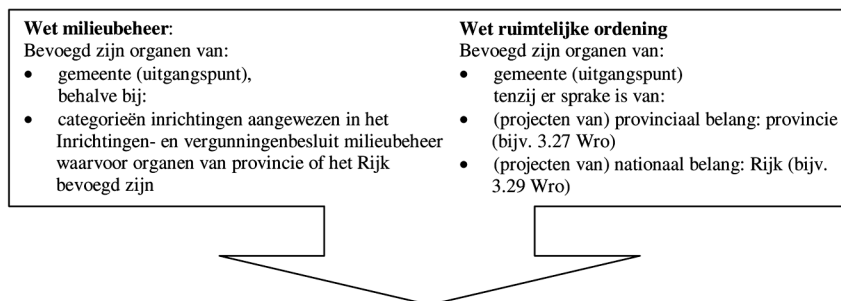 Wet milieubeheer:
Bevoegd zijn organen van:
• gemeente (uitgangspunt),
behalve bij:
• categorieën inrichtingen aangewezen in het
Inrichtingen- en vergunningenbesluit milieubeheer
waarvoor organen van provincie of het Rijk
bevoegd zijn
Wet ruimtelijke ordening
Bevoegd zijn organen van:
• gemeente (uitgangspunt)
tenzij er sprake is van:
• (projecten van) provinciaal belang: provincie
(bijv. 3.27 Wro)
• (projecten van) nationaal belang: Rijk (bijv.
3.29 Wro)